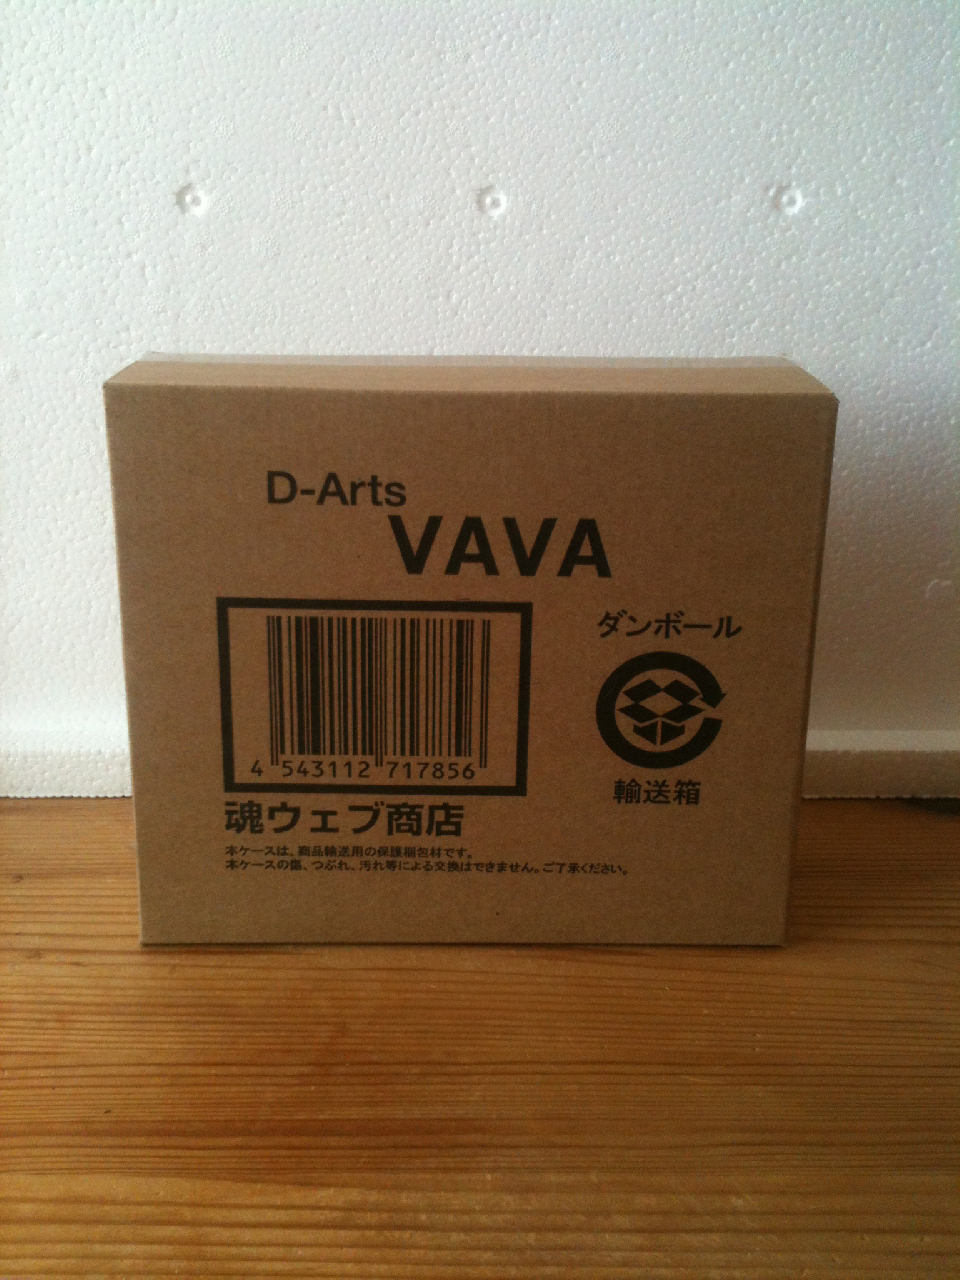 D-Arts
VAVA
ダンボール
4 543112 717856
輸送箱
魂ウェブ商店
本ケースは、商品輸送用の保護梱包材です。
本ケースの傷、つぶれ、汚れ等による交換はできません。ご了承ください。